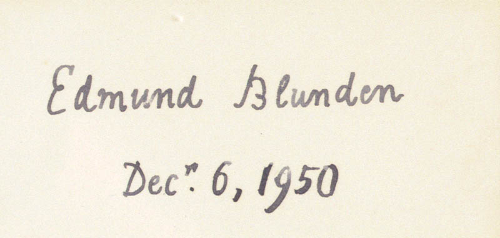 Edmund Blunden
Decr. 6, 1950